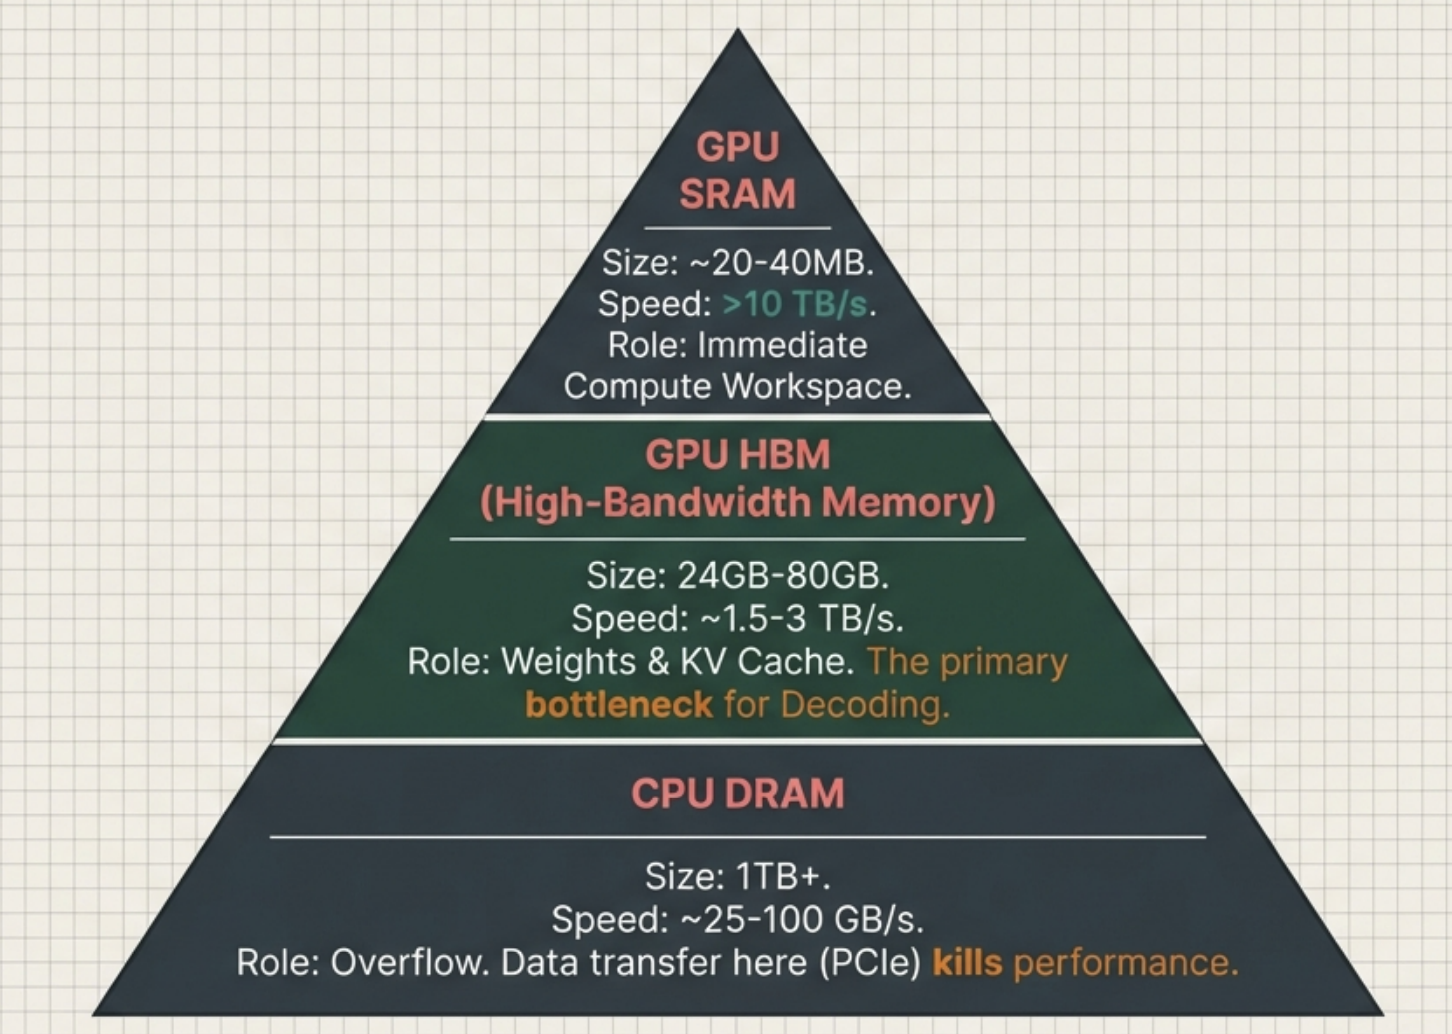 GPU
SRAM
Size: ~20-40MB.
Speed: >10 TB/s.
Role: Immediate
Compute Workspace.
GPU HBM
(High-Bandwidth Memory)
Size: 24GB-80GB.
Speed: ~1.5-3 TB/s.
Role: Weights & KV Cache. The primary
bottleneck for Decoding.
CPU DRAM
Size: 1TB+.
Speed: ~25-100 GB/s.
Role: Overflow. Data transfer here (PCIe) kills performance.